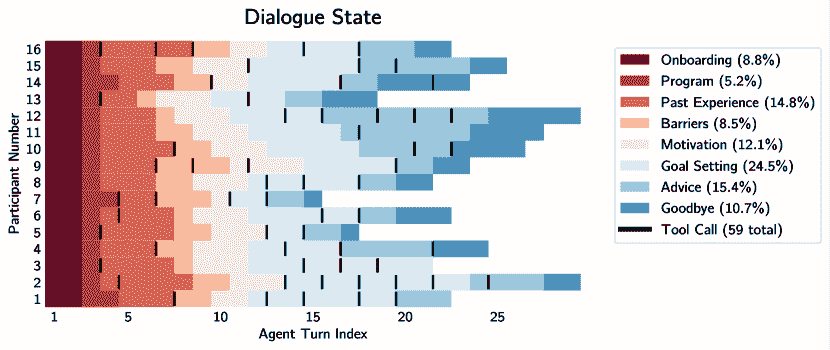 Dialogue State
Participant Number
16
15
14
13
12
11
10
9
8
7
6
5
4
3
2
1
1 5 10 15 20 25
Agent Turn Index
Onboarding (8.8%)
Program (5.2%)
Past Experience (14.8%)
Barriers (8.5%)
Motivation (12.1%)
Goal Setting (24.5%)
Advice (15.4%)
Goodbye (10.7%)
Tool Call (59 total)